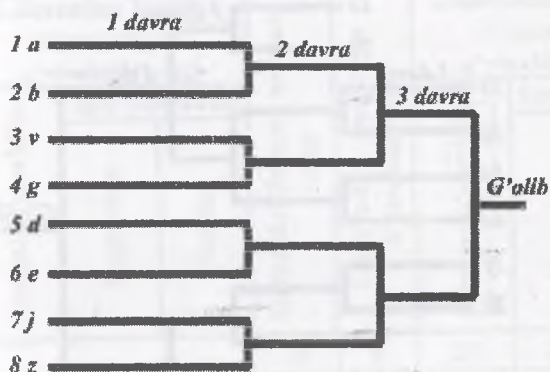 1 davra
1 a
2 davra
2 b
3 davra
3 v
4 g
G'olib
5 d
6 e
7 j
8 z